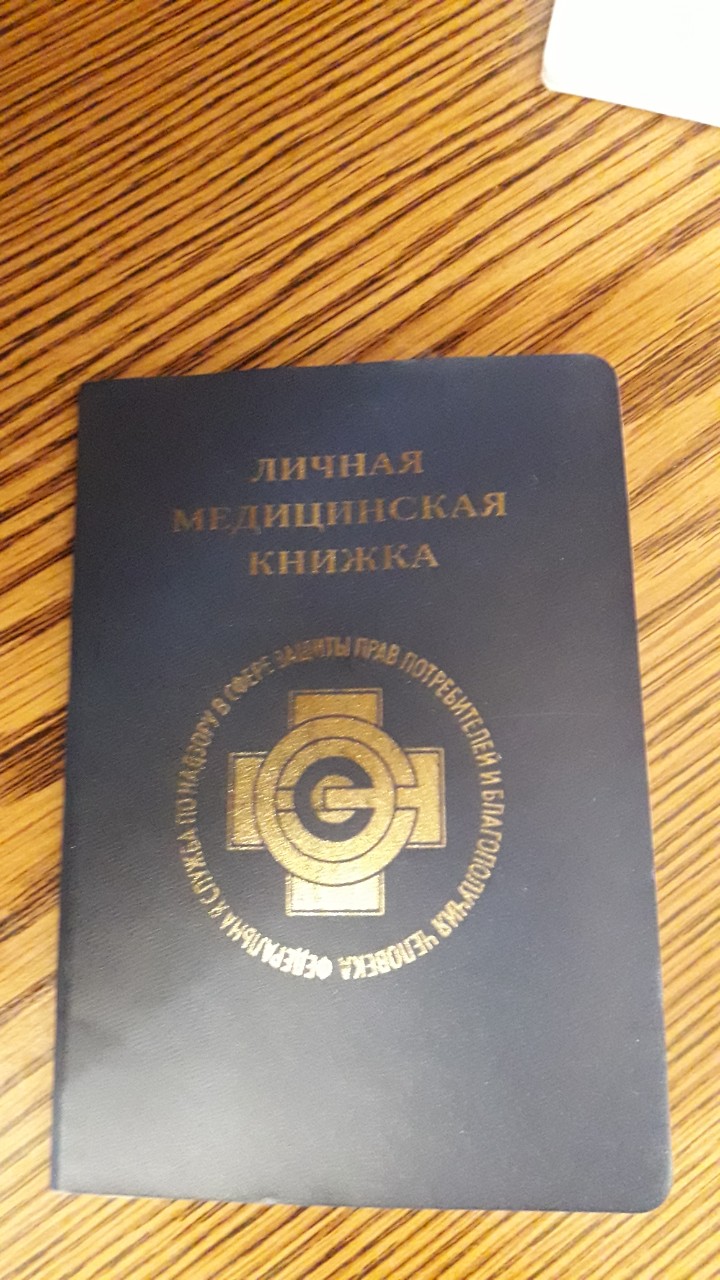 ЛИЧНАЯ
МЕДИЦИНСКАЯ
КНИЖКА
ФЕДЕРАЛЬНАЯ СЛУЖБА ПО НАДЗОРУ В СФЕРЕ ЗАЩИТЫ ПРАВ ПОТРЕБИТЕЛЕЙ И БЛАГОПОЛУЧИЯ ЧЕЛОВЕКА